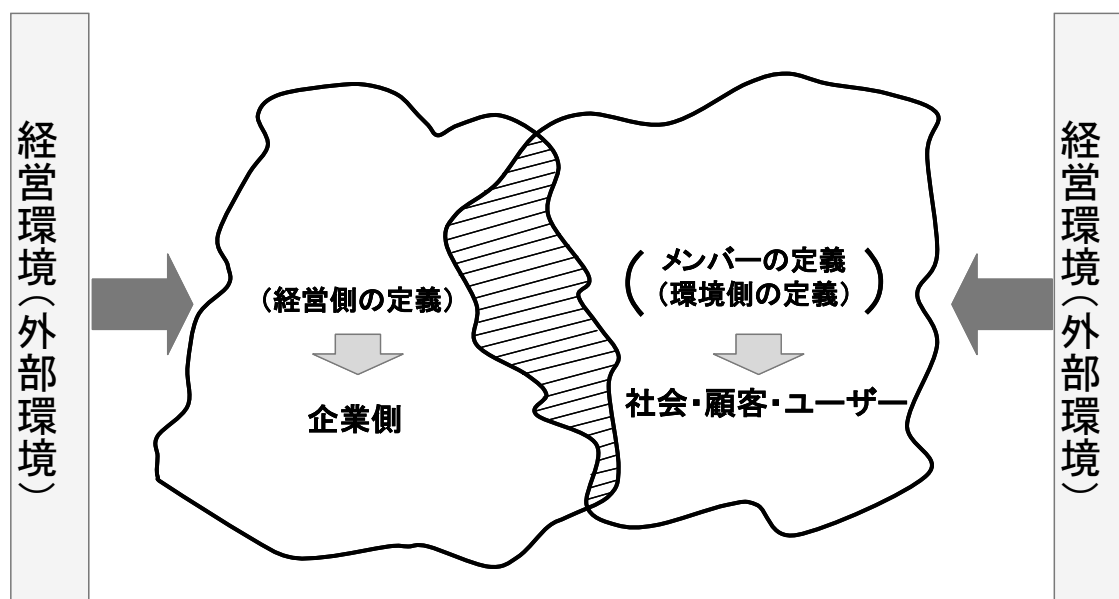 経営環境（外部環境）
（経営側の定義）
企業側
メンバーの定義
（環境側の定義）
社会・顧客・ユーザー
経営環境（外部環境）